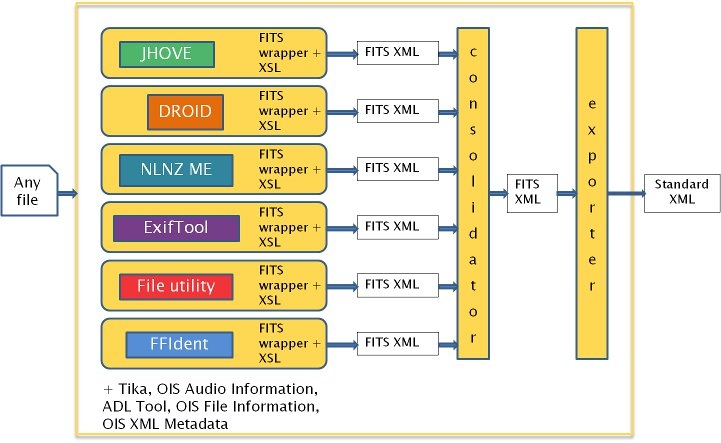 Any
file
JHOVE
FITS
wrapper +
XSL
FITS XML
DROID
FITS
wrapper +
XSL
FITS XML
NLNZ ME
FITS
wrapper +
XSL
FITS XML
ExifTool
FITS
wrapper +
XSL
FITS XML
File utility
FITS
wrapper +
XSL
FITS XML
FFIdent
FITS
wrapper +
XSL
FITS XML
+ Tika, OIS Audio Information,
ADL Tool, OIS File Information,
OIS XML Metadata
consolidator
FITS
XML
exporter
Standard
XML